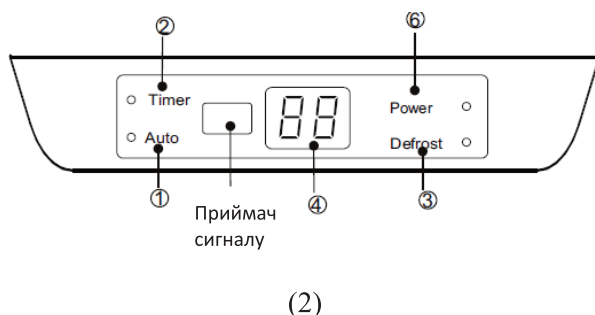 ② ⑥
Timer
Power
88
Auto
Defrost
① ④ ③
Приймач
сигналу
(2)